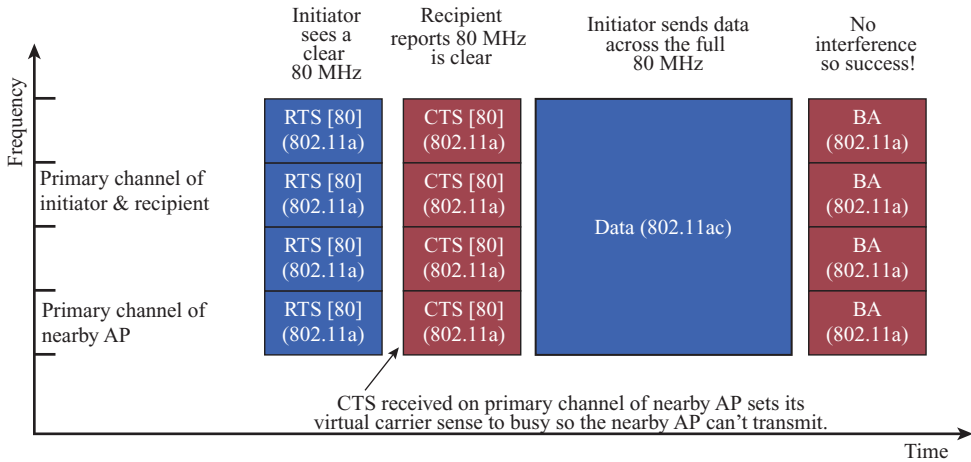 Initiator
sees a
clear
80 MHz
Recipient
reports 80 MHz
is clear
Initiator sends data
across the full
80 MHz
No
interference
so success!
Frequency
RTS [80]
(802.11a)
CTS [80]
(802.11a)
BA
(802.11a)
Primary channel of
initiator & recipient
RTS [80]
(802.11a)
CTS [80]
(802.11a)
Data (802.11ac)
BA
(802.11a)
RTS [80]
(802.11a)
CTS [80]
(802.11a)
BA
(802.11a)
Primary channel of
nearby AP
RTS [80]
(802.11a)
CTS [80]
(802.11a)
BA
(802.11a)
CTS received on primary channel of nearby AP sets its
virtual carrier sense to busy so the nearby AP can't transmit.
Time